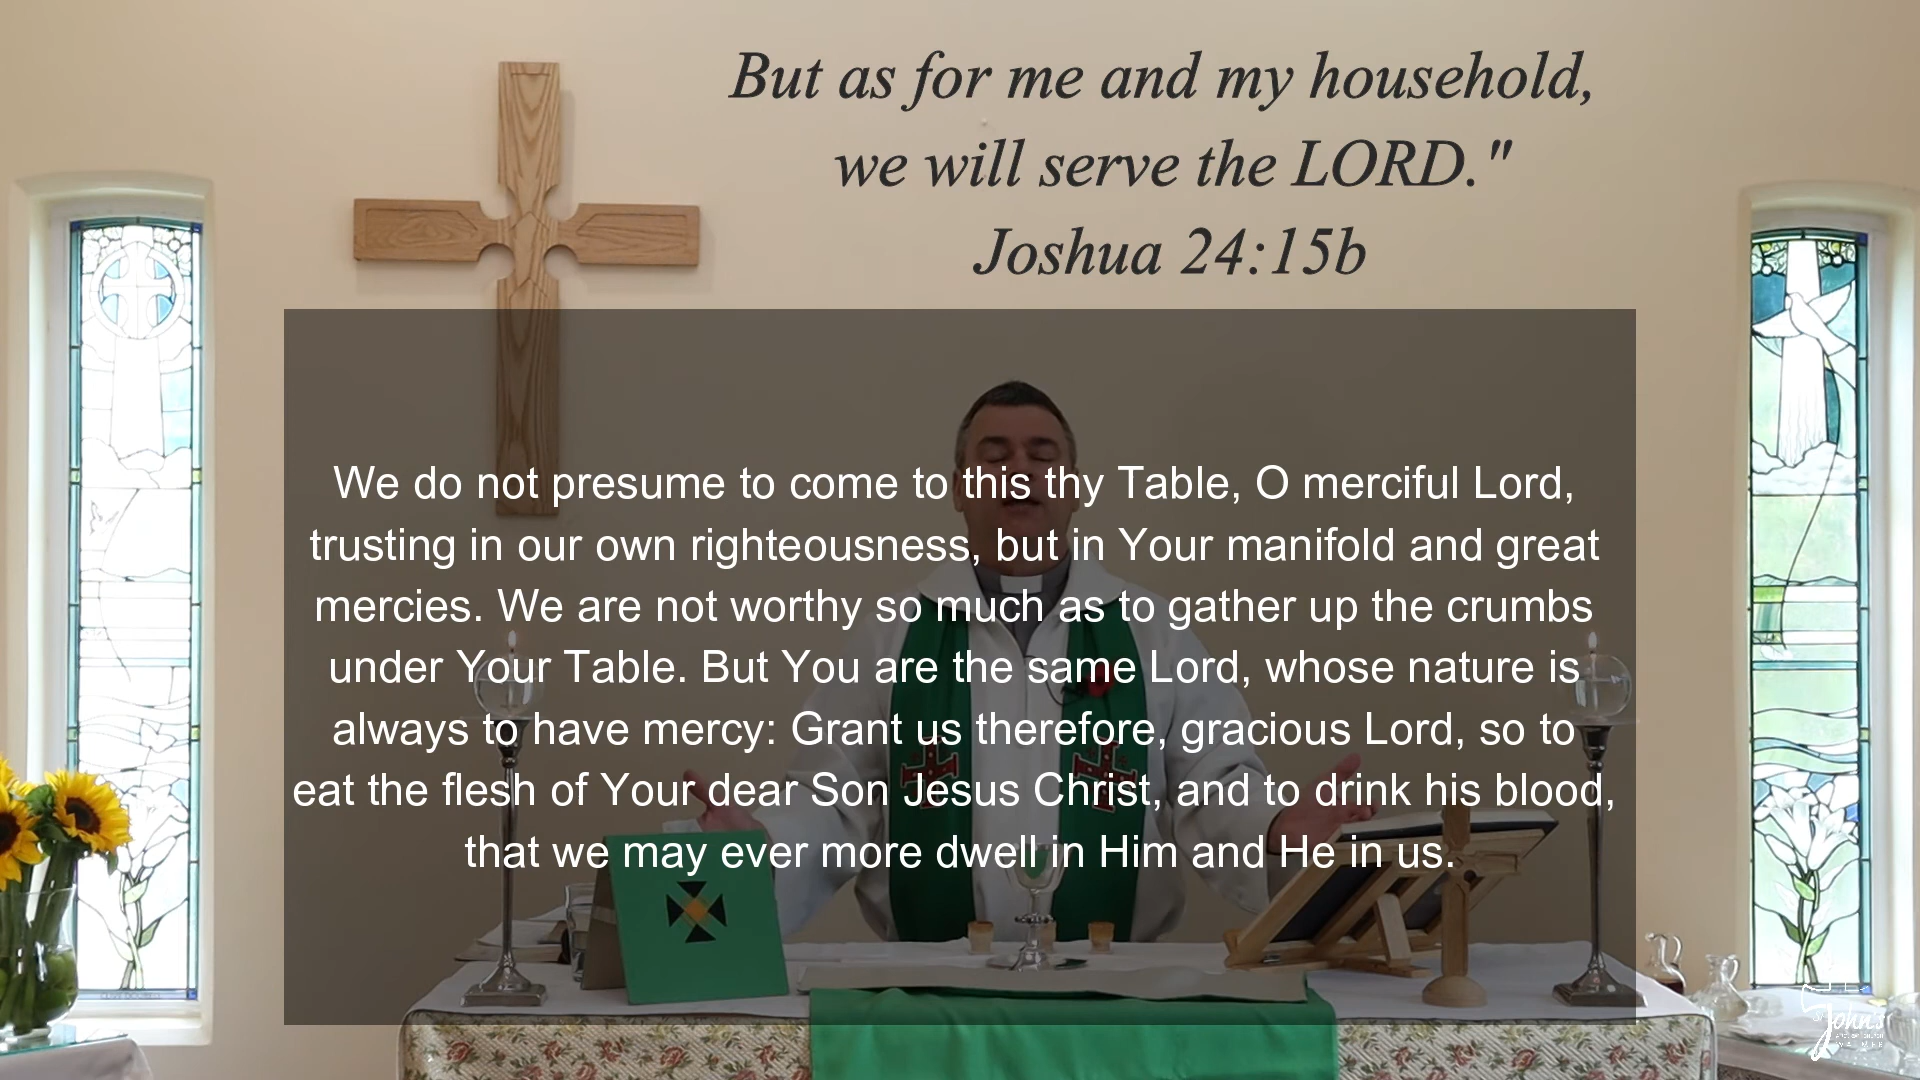 But as for me and my household,
we will serve the LORD."
Joshua 24:15b
We do not presume to come to this thy Table, O merciful Lord,
trusting in our own righteousness, but in Your manifold and great
mercies. We are not worthy so much as to gather up the crumbs
under Your Table. But You are the same Lord, whose nature is
always to have mercy: Grant us therefore, gracious Lord, so to
eat the flesh of Your dear Son Jesus Christ, and to drink his blood,
that we may ever more dwell in Him and He in us.
St
John's